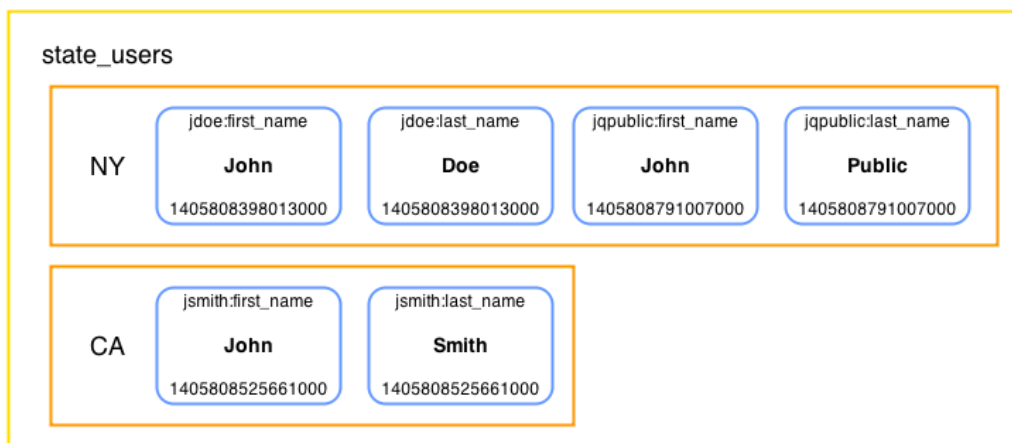 state_users
jdoe:first_name jdoe:last_name jqpublic:first_name jqpublic:last_name
NY John Doe John Public
1405808398013000 1405808398013000 1405808791007000 1405808791007000
jsmith:first_name jsmith:last_name
CA John Smith
1405808525661000 1405808525661000